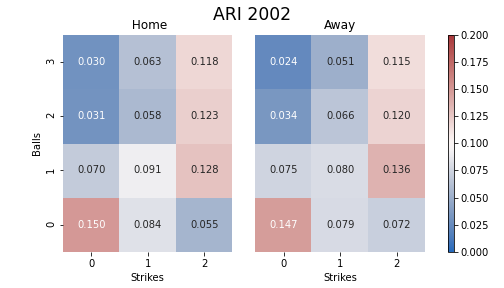 ARI 2002
Home Away
0.200
3 0.030 0.063 0.118 0.024 0.051 0.115 0.175
0.150
2 0.031 0.058 0.123 0.034 0.066 0.120 0.125
Balls 0.100
1 0.070 0.091 0.128 0.075 0.080 0.136 0.075
0.050
0 0.150 0.084 0.055 0.147 0.079 0.072 0.025
0.000
0 1 2 0 1 2
Strikes Strikes